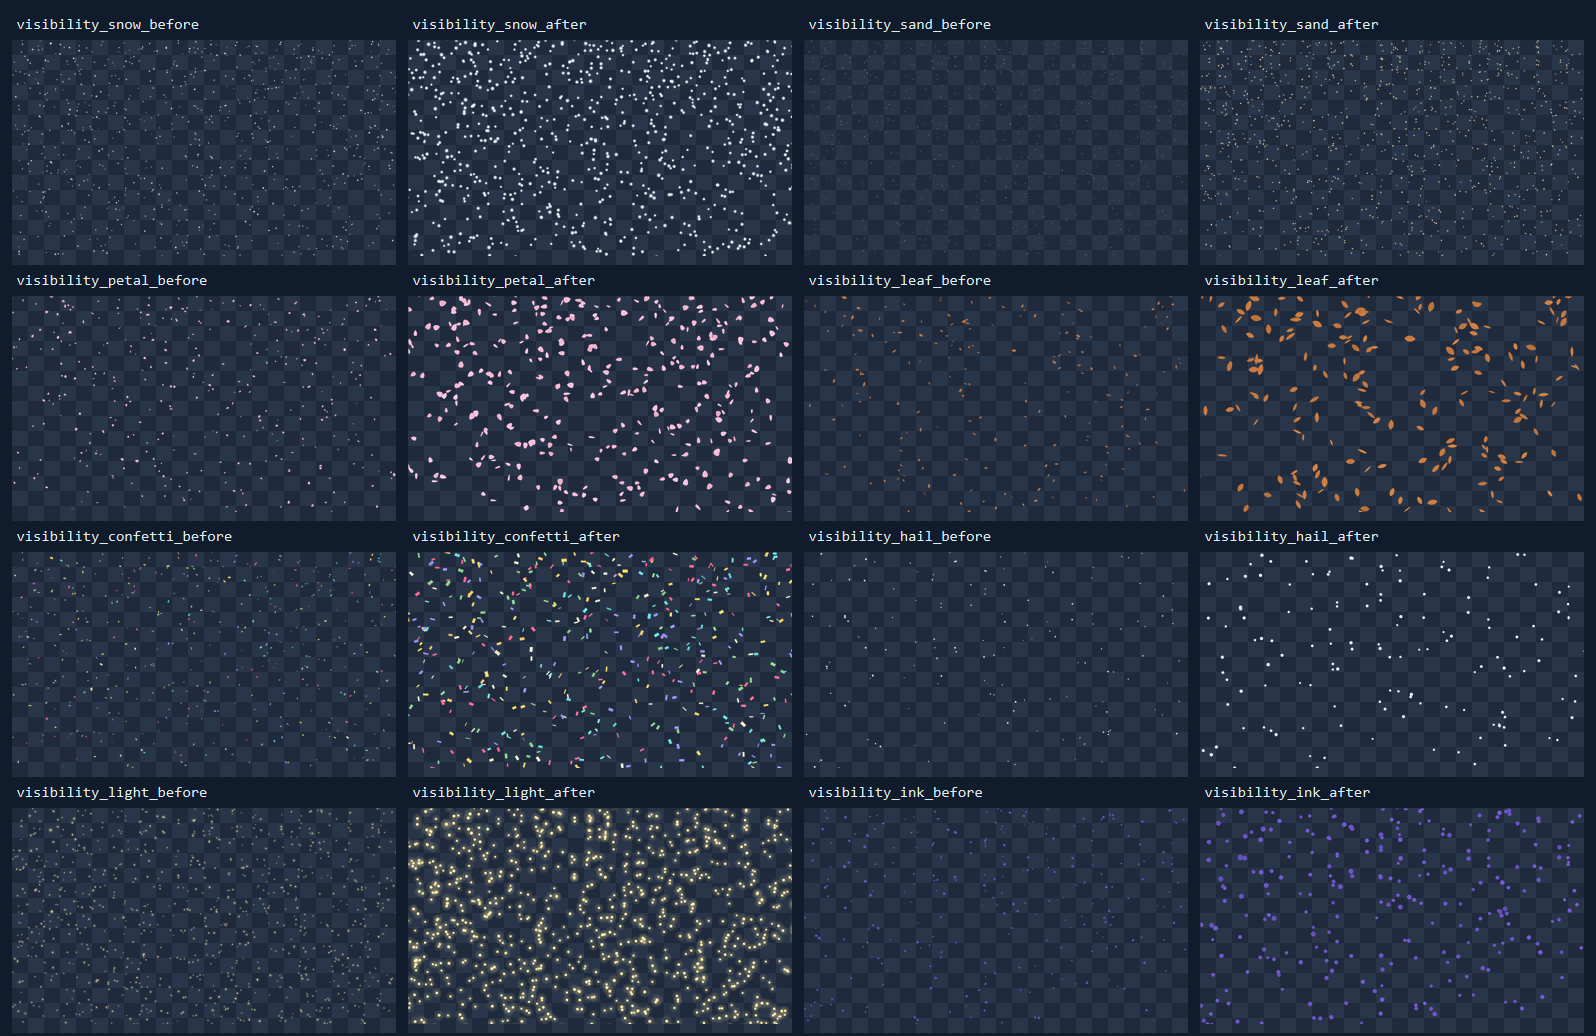 visibility_snow_before
visibility_snow_after
visibility_sand_before
visibility_sand_after
visibility_petal_before
visibility_petal_after
visibility_leaf_before
visibility_leaf_after
visibility_confetti_before
visibility_confetti_after
visibility_hail_before
visibility_hail_after
visibility_light_before
visibility_light_after
visibility_ink_before
visibility_ink_after